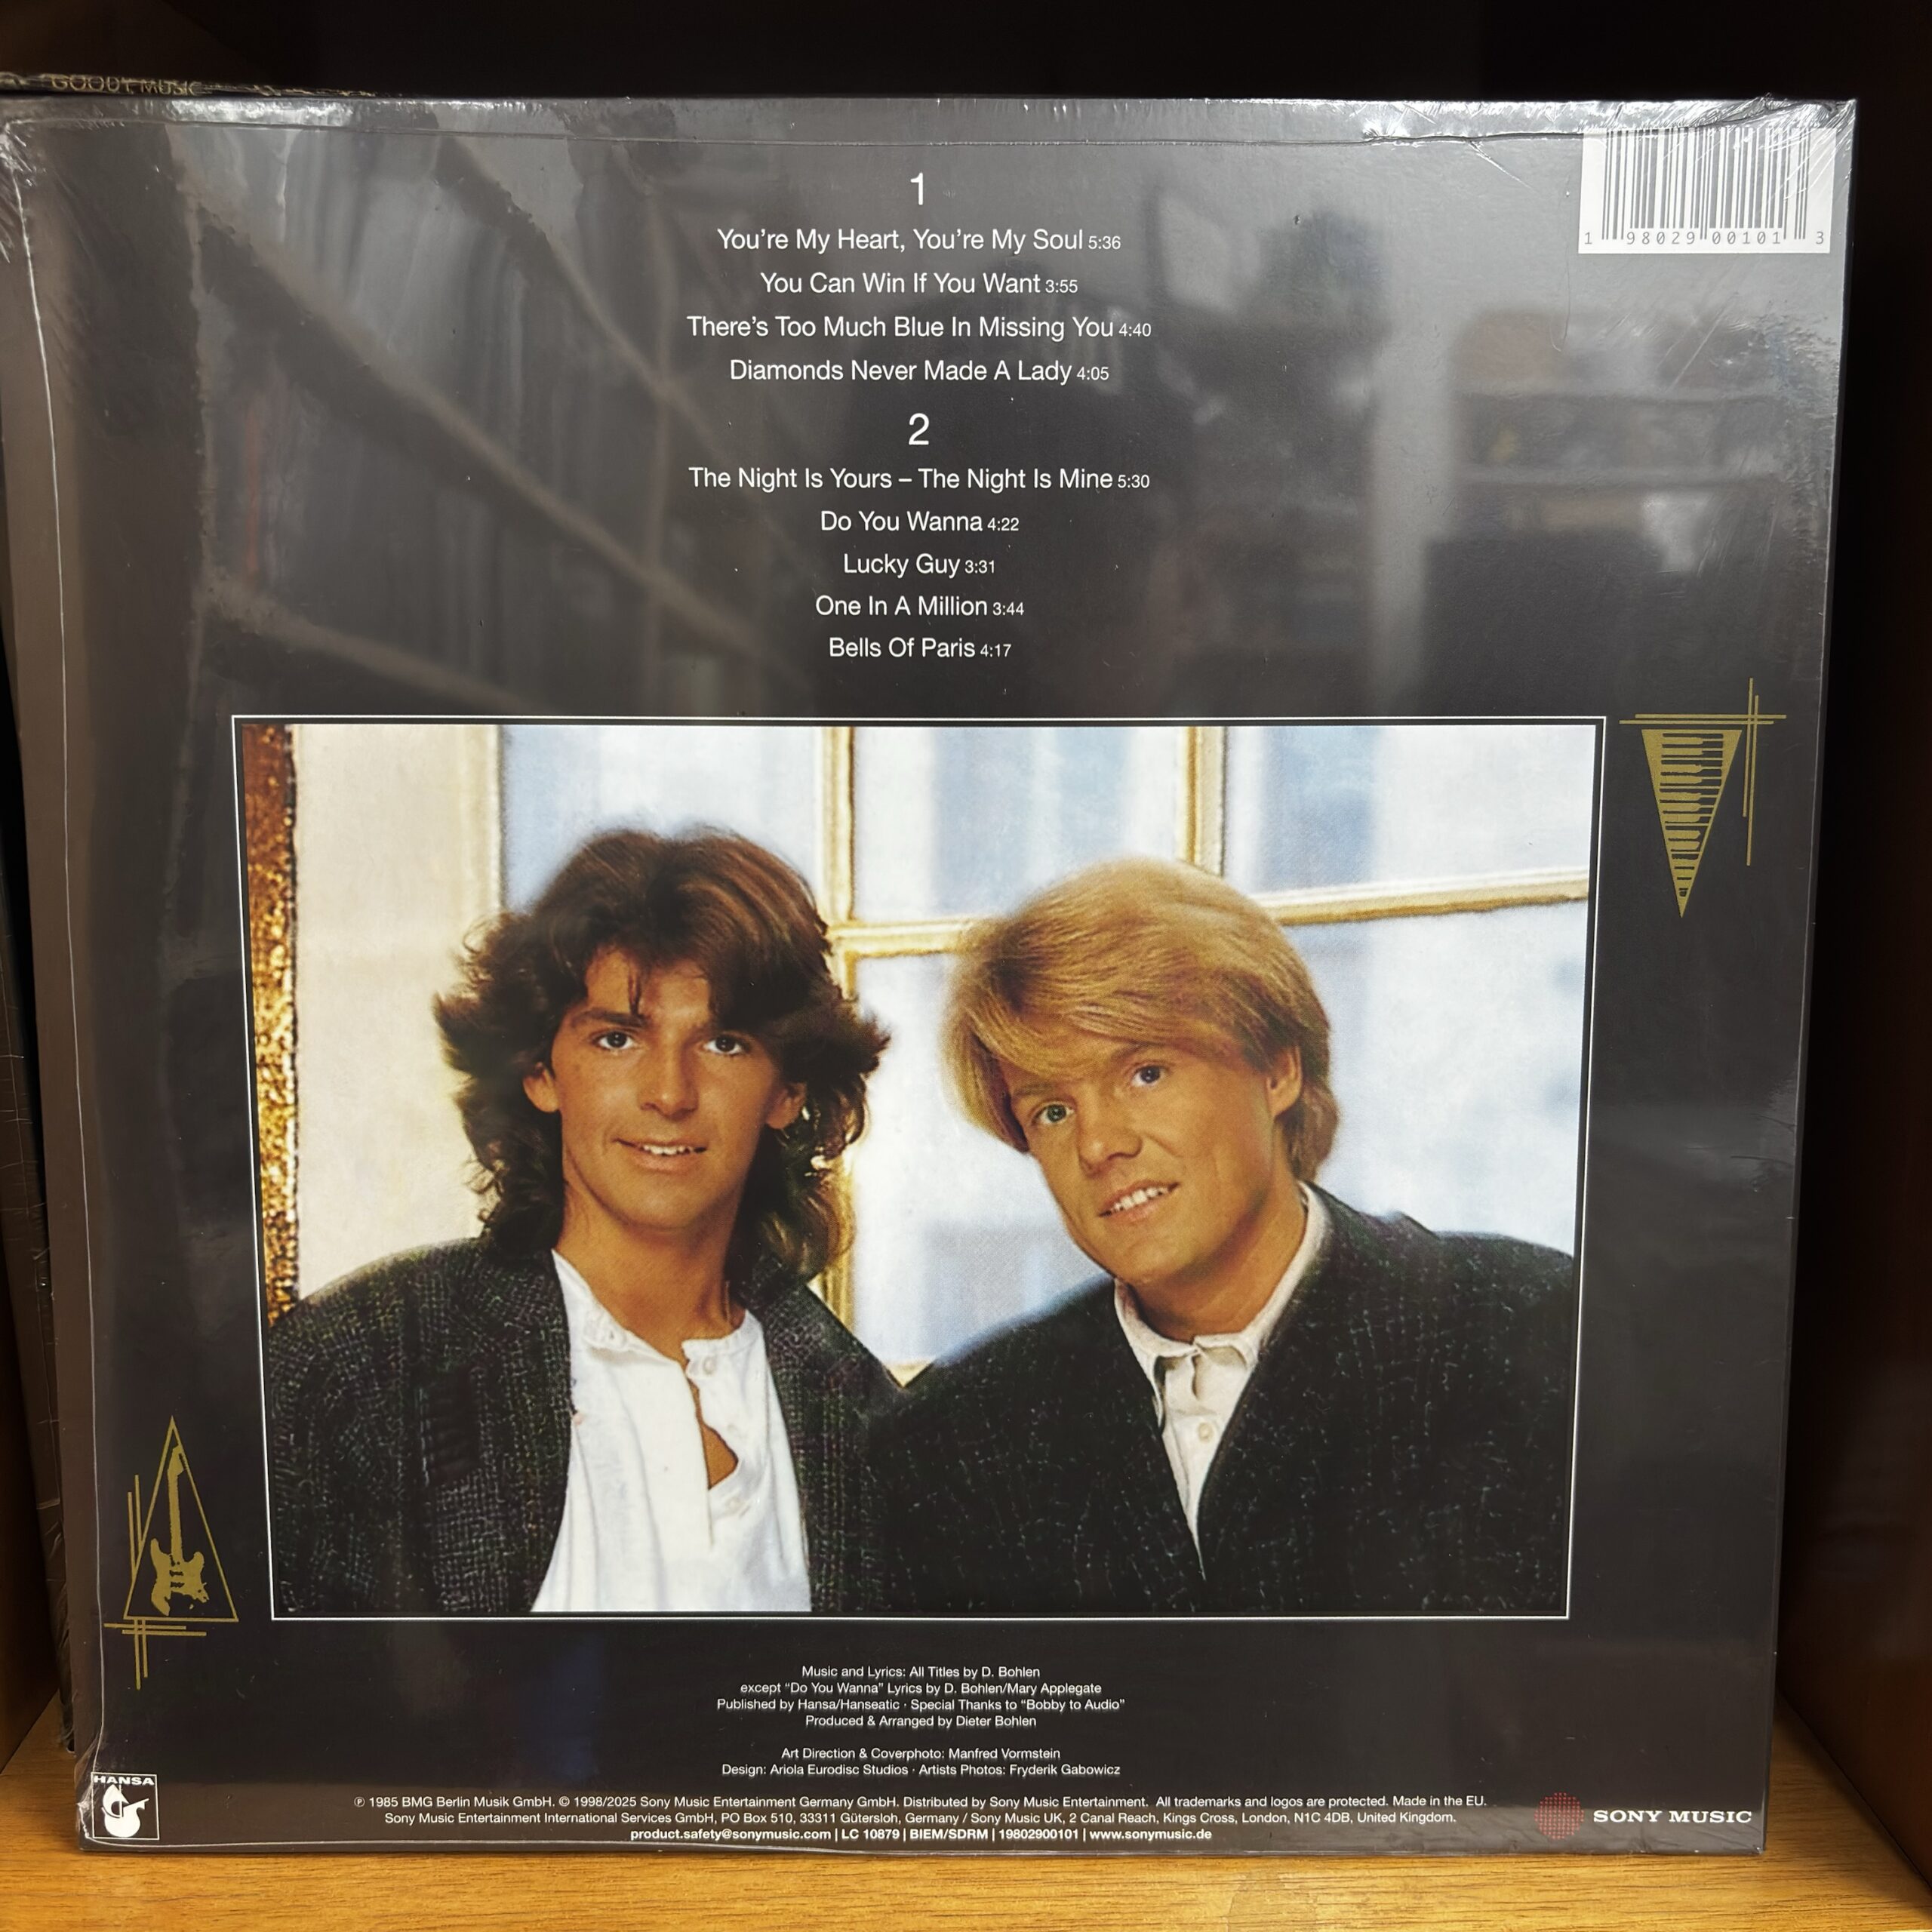 GOODY MUSIC
1
You're My Heart, You're My Soul 5:36
You Can Win If You Want 3:55
There's Too Much Blue In Missing You 4:40
Diamonds Never Made A Lady 4:05
2
The Night Is Yours – The Night Is Mine 5:30
Do You Wanna 4:22
Lucky Guy 3:31
One In A Million 3:44
Bells Of Paris 4:17
1 98029 00101 3
Music and Lyrics: All Titles by D. Bohlen
except "Do You Wanna" Lyrics by D. Bohlen/Mary Applegate
Published by Hansa/Hanseatic · Special Thanks to "Bobby to Audio"
Produced & Arranged by Dieter Bohlen
Art Direction & Coverphoto: Manfred Vormstein
Design: Ariola Eurodisc Studios · Artists Photos: Fryderik Gabowicz
HANSA
℗ 1985 BMG Berlin Musik GmbH. © 1998/2025 Sony Music Entertainment Germany GmbH. Distributed by Sony Music Entertainment. All trademarks and logos are protected. Made in the EU.
Sony Music Entertainment International Services GmbH, PO Box 510, 33311 Gütersloh, Germany / Sony Music UK, 2 Canal Reach, Kings Cross, London, N1C 4DB, United Kingdom.
product.safety@sonymusic.com | LC 10879 | BIEM/SDRM | 19802900101 | www.sonymusic.de
SONY MUSIC